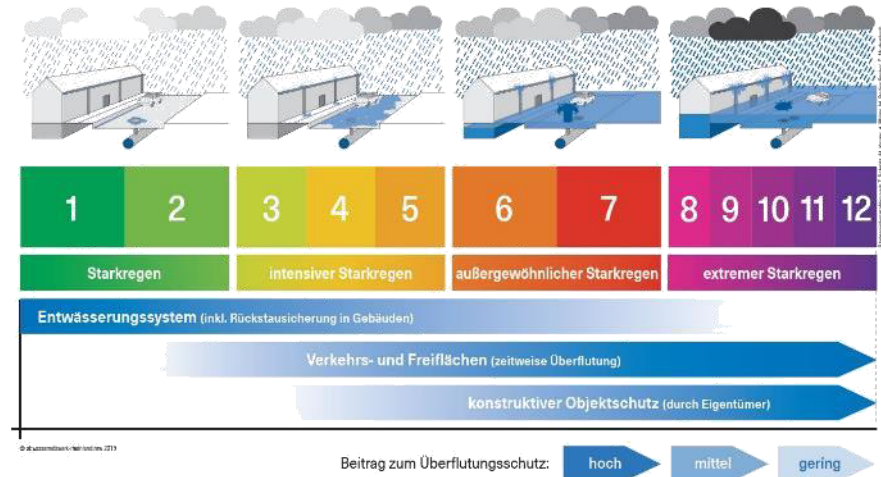 1 2 3 4 5 6 7 8 9 10 11 12
Starkregen intensiver Starkregen außergewöhnlicher Starkregen extremer Starkregen
Entwässerungssystem (inkl. Rückstausicherung in Gebäuden)
Verkehrs- und Freiflächen (zeitweise Überflutung)
konstruktiver Objektschutz (durch Eigentümer)
Beitrag zum Überflutungsschutz: hoch mittel gering